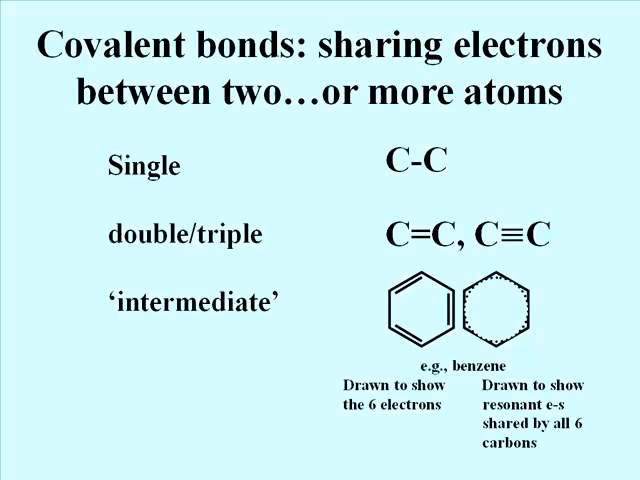 Covalent bonds: sharing electrons
between two…or more atoms
Single C-C
double/triple C=C, C≡C
‘intermediate’
e.g., benzene
Drawn to show
the 6 electrons
Drawn to show
resonant e-s
shared by all 6
carbons